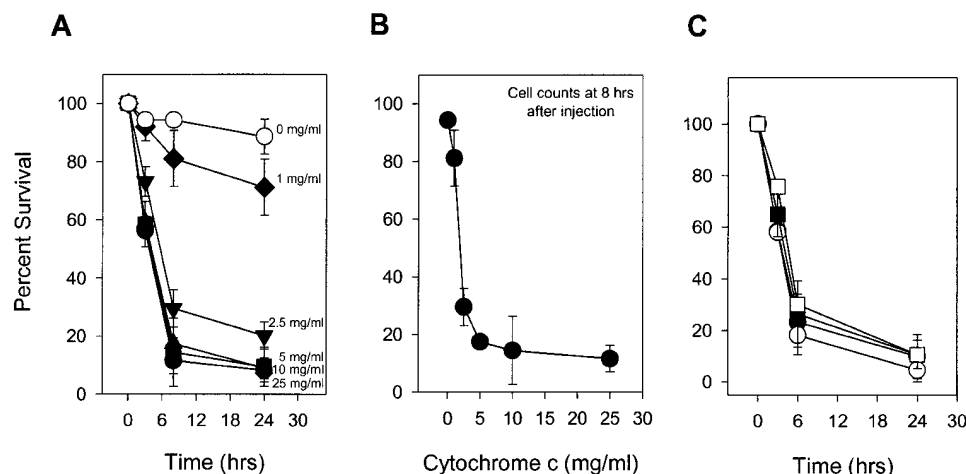 A
B
C
Percent Survival
100
80
60
40
20
0
0 mg/ml
1 mg/ml
2.5 mg/ml
5 mg/ml
10 mg/ml
25 mg/ml
0 6 12 18 24 30
Time (hrs)
Cell counts at 8 hrs
after injection
100
80
60
40
20
0
0 5 10 15 20 25 30
Cytochrome c (mg/ml)
100
80
60
40
20
0
0 6 12 18 24 30
Time (hrs)